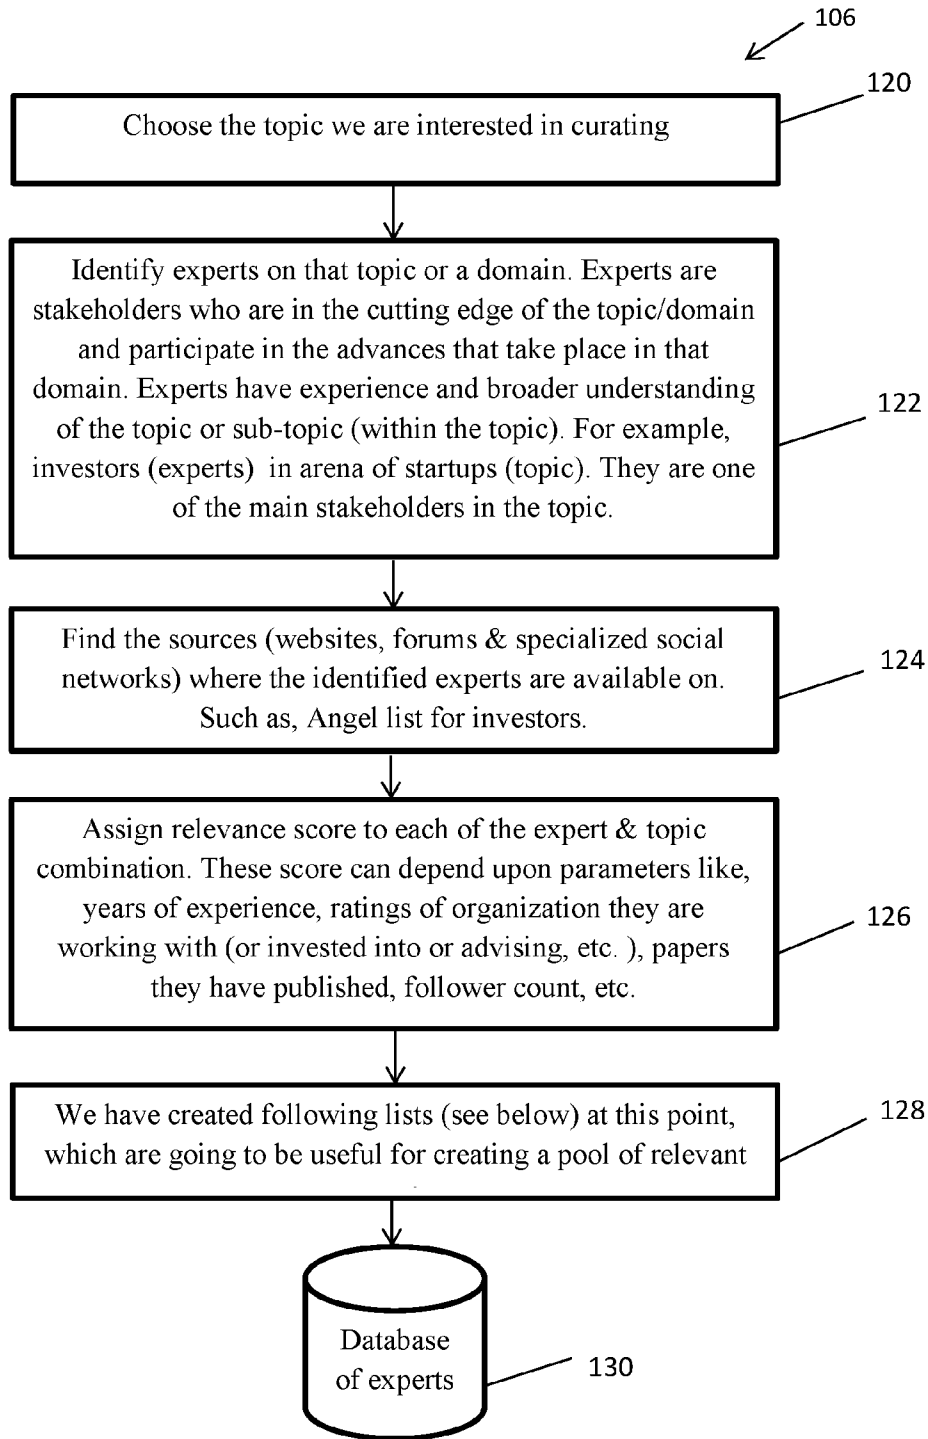 106
120
Choose the topic we are interested in curating
Identify experts on that topic or a domain. Experts are
stakeholders who are in the cutting edge of the topic/domain
and participate in the advances that take place in that
domain. Experts have experience and broader understanding
of the topic or sub-topic (within the topic). For example,
investors (experts)  in arena of startups (topic). They are one
of the main stakeholders in the topic.
122
Find the sources (websites, forums & specialized social
networks) where the identified experts are available on.
Such as, Angel list for investors.
124
Assign relevance score to each of the expert & topic
combination. These score can depend upon parameters like,
years of experience, ratings of organization they are
working with (or invested into or advising, etc. ), papers
they have published, follower count, etc.
126
We have created following lists (see below) at this point,
which are going to be useful for creating a pool of relevant
128
Database
of experts
130